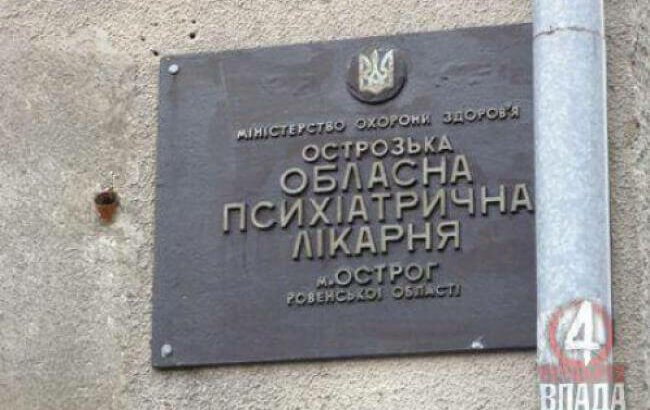 МІНІСТЕРСТВО ОХОРОНИ ЗДОРОВ'Я
ОСТРОЗЬКА
ОБЛАСНА
ПСИХІАТРИЧНА
ЛІКАРНЯ
м. ОСТРОГ
РОВЕНСЬКОЇ ОБЛАСТІ
4
ВЛАДА